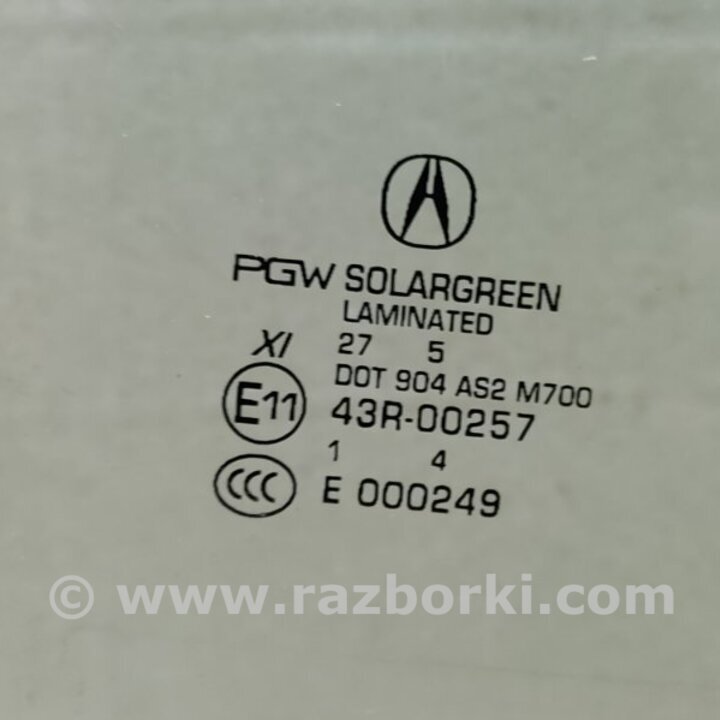 PGW SOLARGREEN
LAMINATED
XI 27 5
DOT 904 AS2 M700
E11 43R-00257
1 4
CCC E 000249
© www.razborki.com